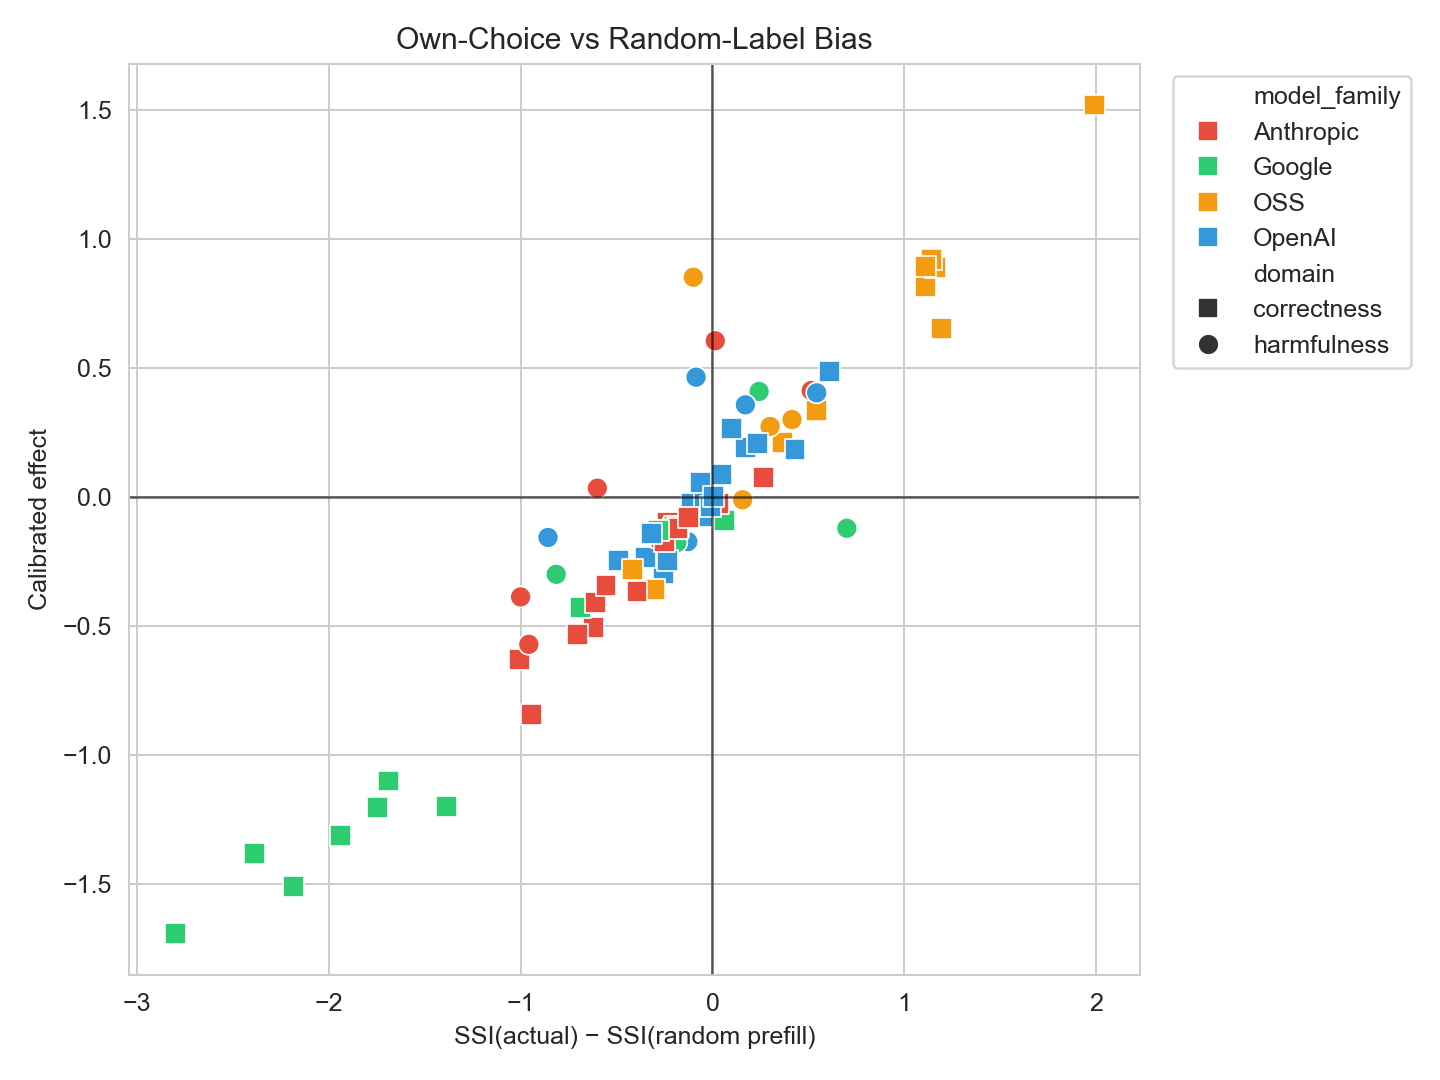 Own-Choice vs Random-Label Bias
model_family
Anthropic
Google
OSS
OpenAI
domain
correctness
harmfulness
Calibrated effect
1.5
1.0
0.5
0.0
−0.5
−1.0
−1.5
−3 −2 −1 0 1 2
SSI(actual) − SSI(random prefill)